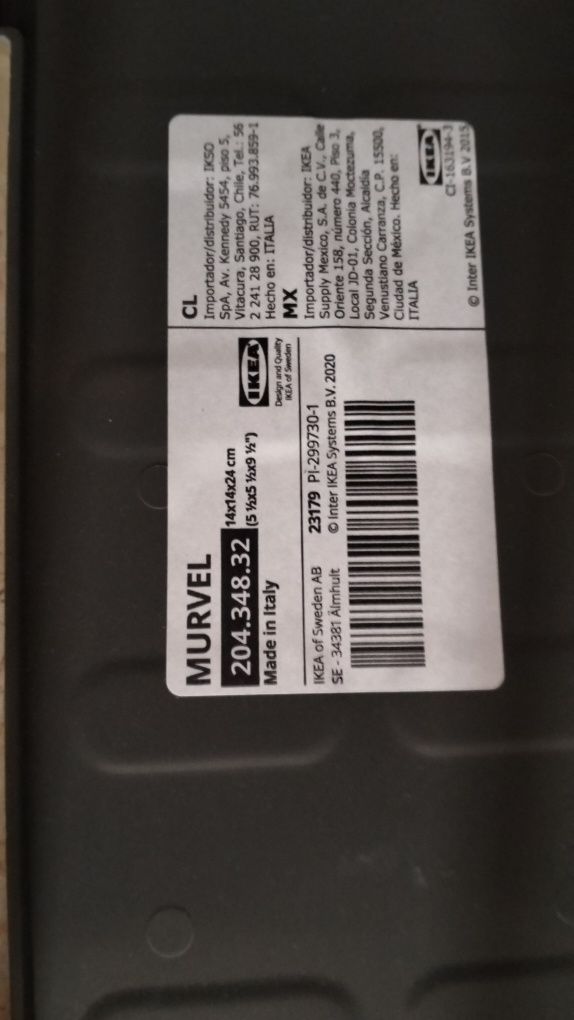 MURVEL
204.348.32
14x14x24 cm
(5 ½x5 ½x9 ½")
Made in Italy
IKEA
Design and Quality
IKEA of Sweden
IKEA of Sweden AB
SE - 34381 Älmhult
23179 PI-299730-1
© Inter IKEA Systems B.V. 2020
CL
Importador/distribuidor: IKSO
SpA, Av. Kennedy 5454, piso 5,
Vitacura, Santiago, Chile, Tel.: 56
2 241 28 900, RUT: 76.993.859-1
Hecho en: ITALIA
MX
Importador/distribuidor: IKEA
Supply Mexico, S.A. de C.V., Calle
Oriente 158, número 440, Piso 3,
Local JD-01, Colonia Moctezuma,
Segunda Sección, Alcaldía
Venustiano Carranza, C.P. 15500,
Ciudad de México. Hecho en:
ITALIA
IKEA
CI-163194-3
© Inter IKEA Systems B.V 2015